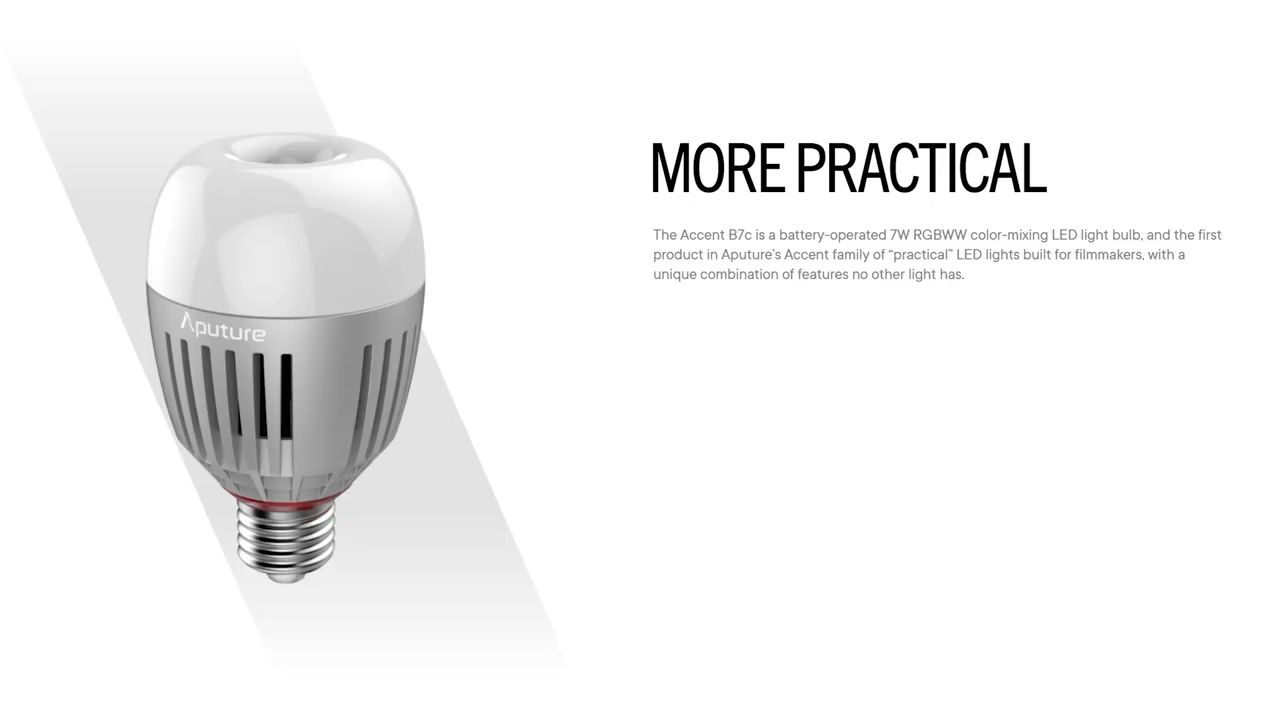 MORE PRACTICAL
The Accent B7c is a battery-operated 7W RGBWW color-mixing LED light bulb, and the first
product in Aputure's Accent family of “practical” LED lights built for filmmakers, with a
unique combination of features no other light has.
Aputure